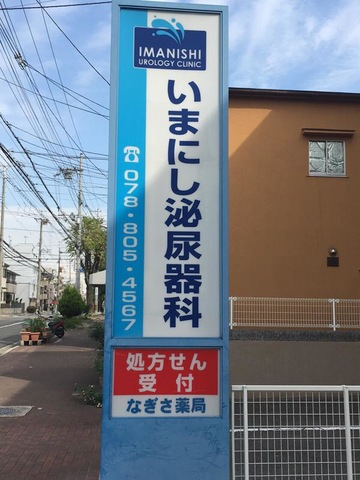 IMANISHI
UROLOGY CLINIC
いまにし泌尿器科
☎078・805・4567
処方せん
受付
なぎさ薬局